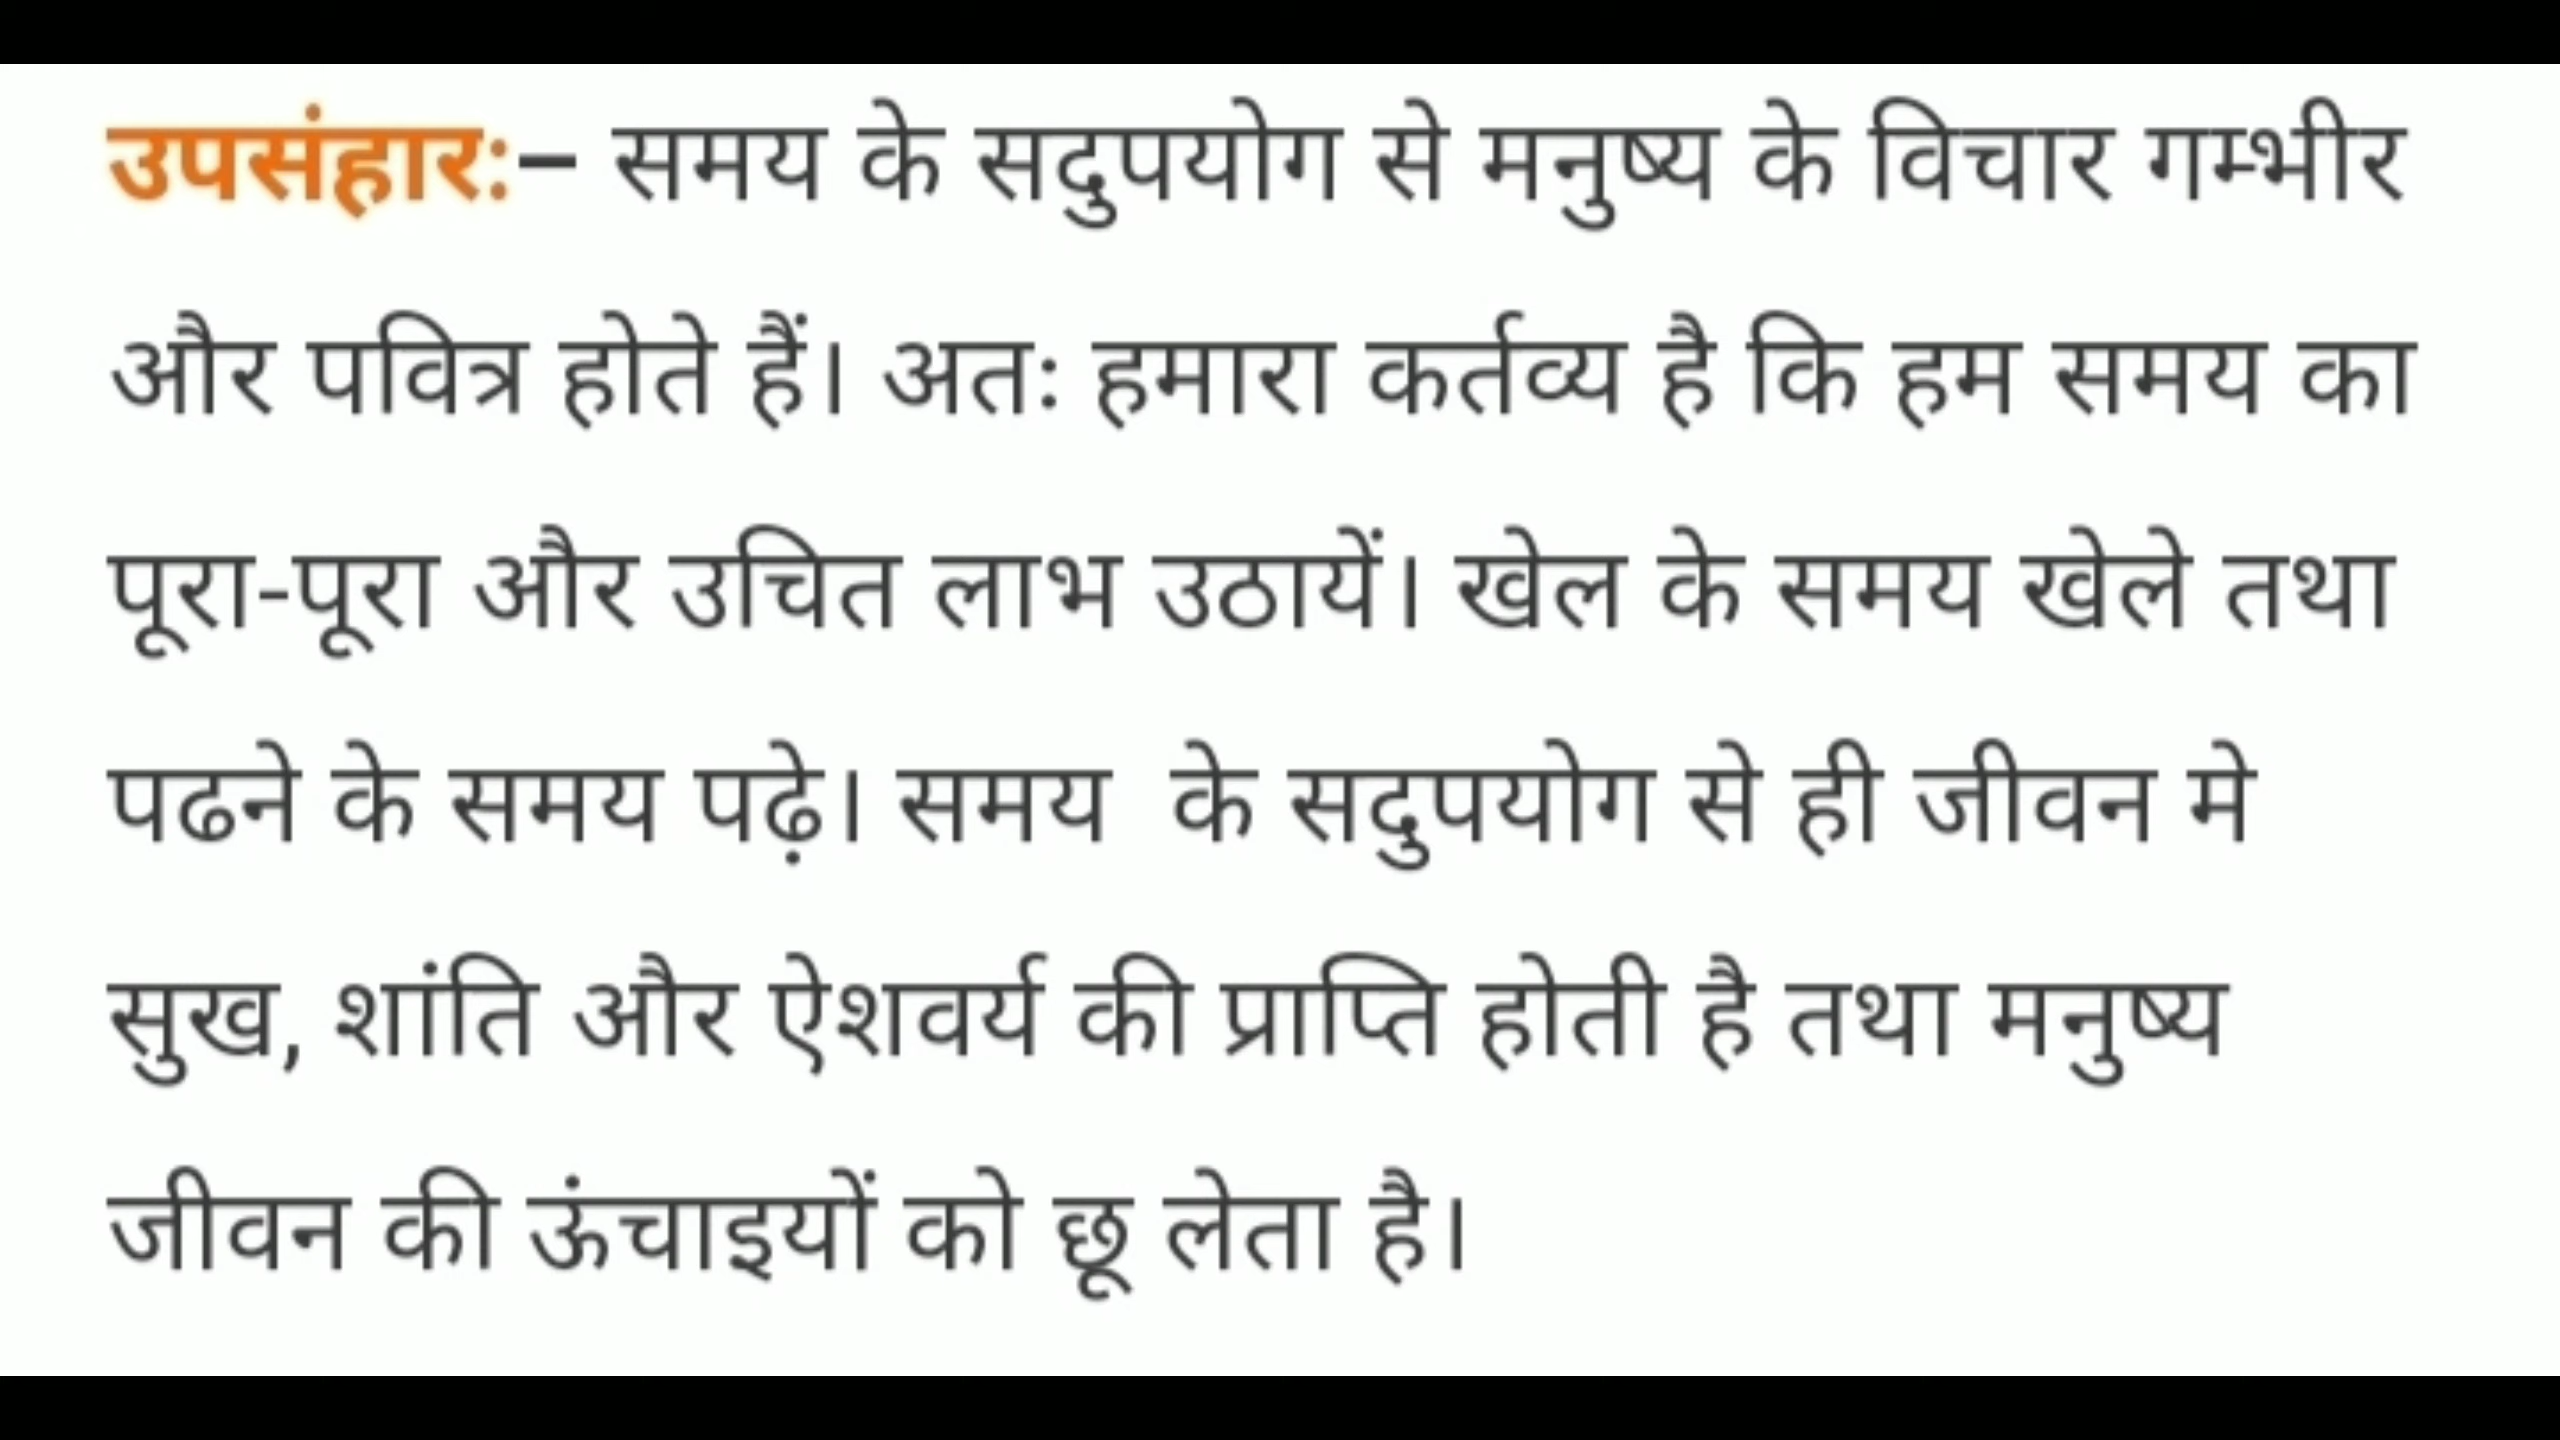 उपसंहार:– समय के सदुपयोग से मनुष्य के विचार गम्भीर
और पवित्र होते हैं। अतः हमारा कर्तव्य है कि हम समय का
पूरा-पूरा और उचित लाभ उठायें। खेल के समय खेले तथा
पढने के समय पढ़े। समय के सदुपयोग से ही जीवन मे
सुख, शांति और ऐशवर्य की प्राप्ति होती है तथा मनुष्य
जीवन की ऊंचाइयों को छू लेता है।